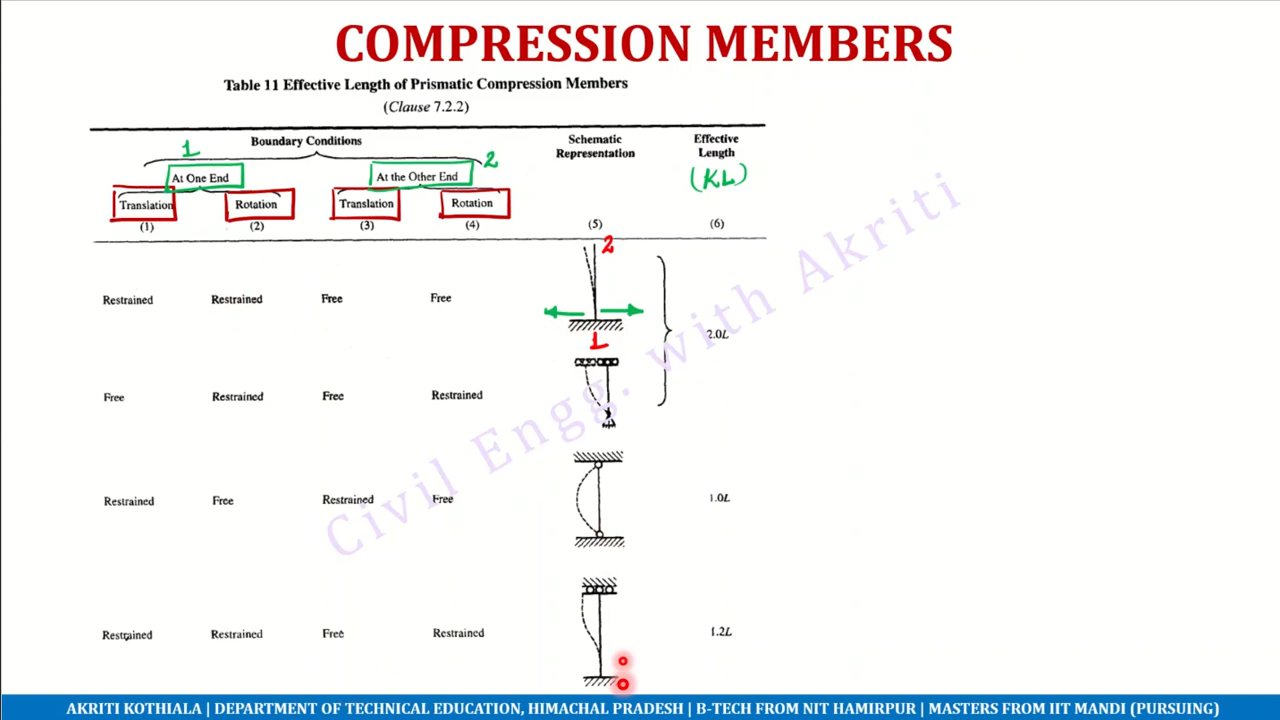 COMPRESSION MEMBERS
Table 11 Effective Length of Prismatic Compression Members
(Clause 7.2.2)
Boundary Conditions Schematic Representation Effective Length
1 2 (KL)
At One End At the Other End
Translation Rotation Translation Rotation
(1) (2) (3) (4) (5) (6)
2
Restrained Restrained Free Free
1
2.0L
Free Restrained Free Restrained
Restrained Free Restrained Free 1.0L
Restrained Restrained Free Restrained 1.2L
Civil Engg. with Akriti
AKRITI KOTHIALA | DEPARTMENT OF TECHNICAL EDUCATION, HIMACHAL PRADESH | B-TECH FROM NIT HAMIRPUR | MASTERS FROM IIT MANDI (PURSUING)